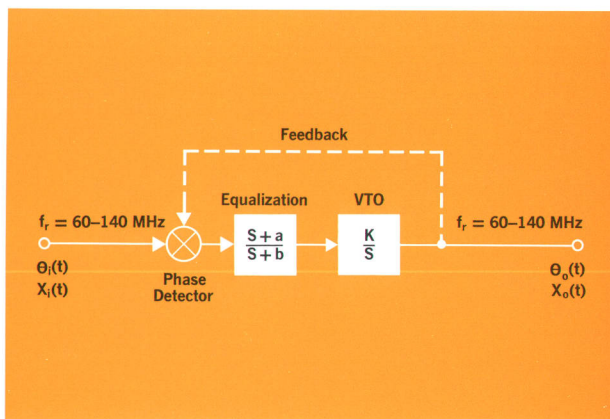 Feedback
Equalization
VTO
f_r = 60–140 MHz
S + a
S + b
K
S
f_r = 60–140 MHz
Phase
Detector
Θ_i(t)
X_i(t)
Θ_o(t)
X_o(t)